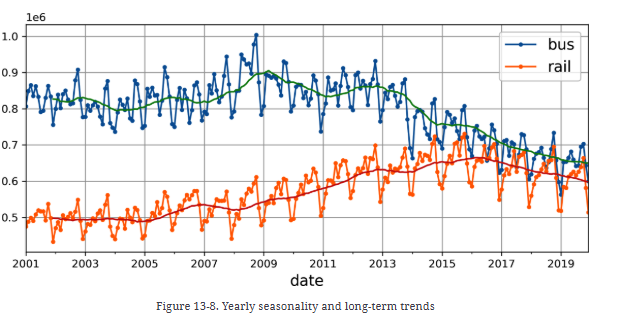 1e6
1.0
0.9
0.8
0.7
0.6
0.5
bus
rail
2001 2003 2005 2007 2009 2011 2013 2015 2017 2019
date
Figure 13-8. Yearly seasonality and long-term trends